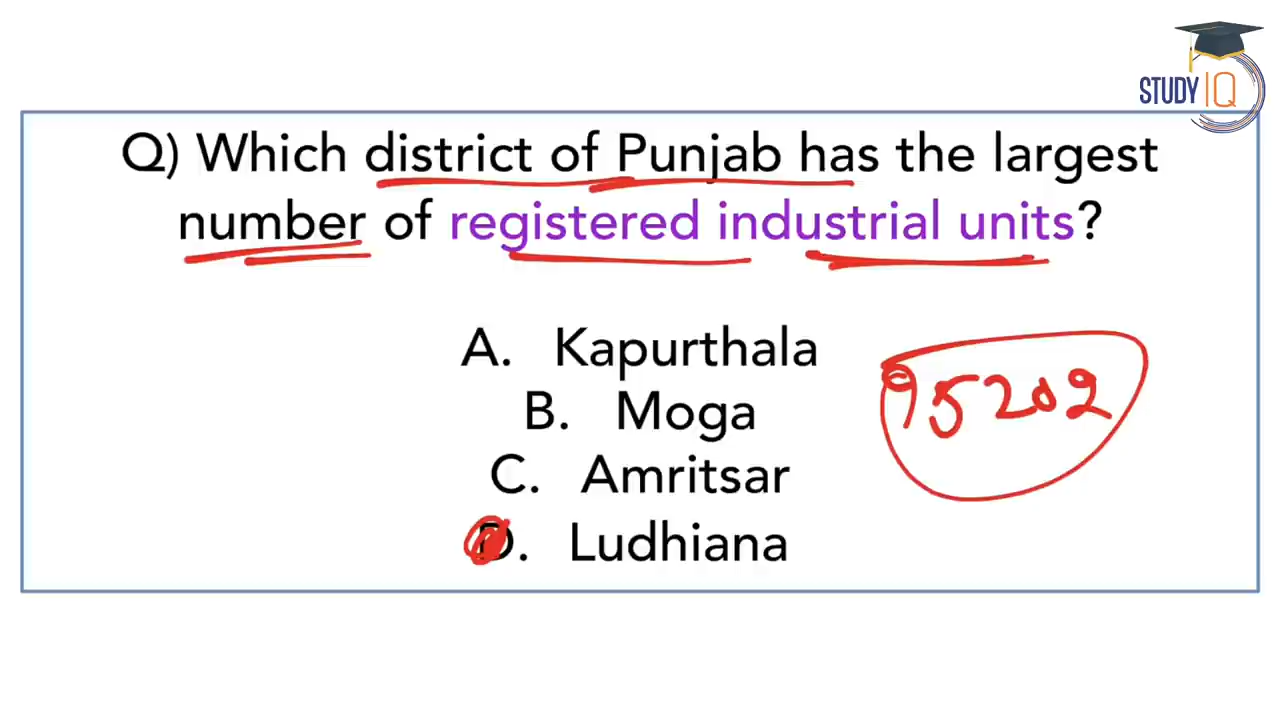 STUDY IQ
Q) Which district of Punjab has the largest
number of registered industrial units?
A. Kapurthala
95202
B. Moga
C. Amritsar
D. Ludhiana